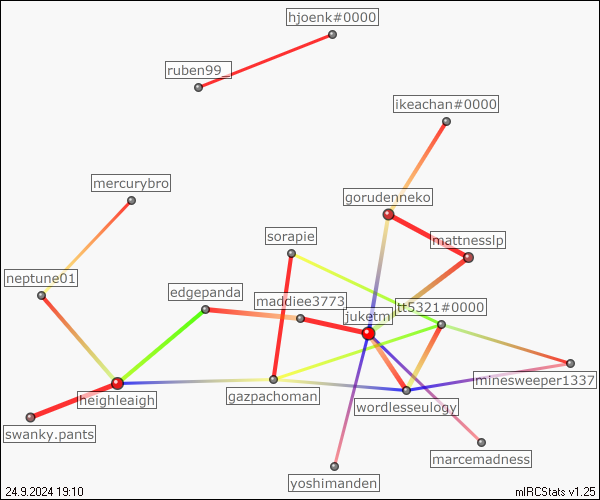 hjoenk#0000
ruben99_
ikeachan#0000
mercurybro
gorudenneko
sorapie
mattnesslp
neptune01
edgepanda
maddiee3773
tt5321#0000
juketm
minesweeper1337
heighleaigh
gazpachoman
wordlesseulogy
swanky.pants
marcemadness
yoshimanden
24.9.2024 19:10
mIRCStats v1.25